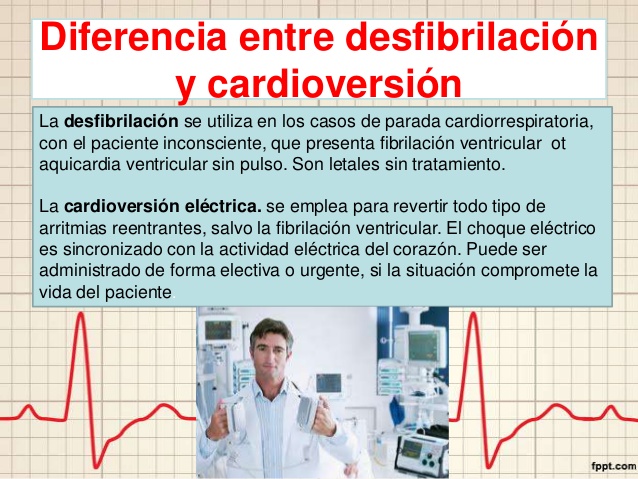 Diferencia entre desfibrilación
y cardioversión
La desfibrilación se utiliza en los casos de parada cardiorrespiratoria,
con el paciente inconsciente, que presenta fibrilación ventricular ot
aquicardia ventricular sin pulso. Son letales sin tratamiento.
La cardioversión eléctrica. se emplea para revertir todo tipo de
arritmias reentrantes, salvo la fibrilación ventricular. El choque eléctrico
es sincronizado con la actividad eléctrica del corazón. Puede ser
administrado de forma electiva o urgente, si la situación compromete la
vida del paciente.
fppt.com